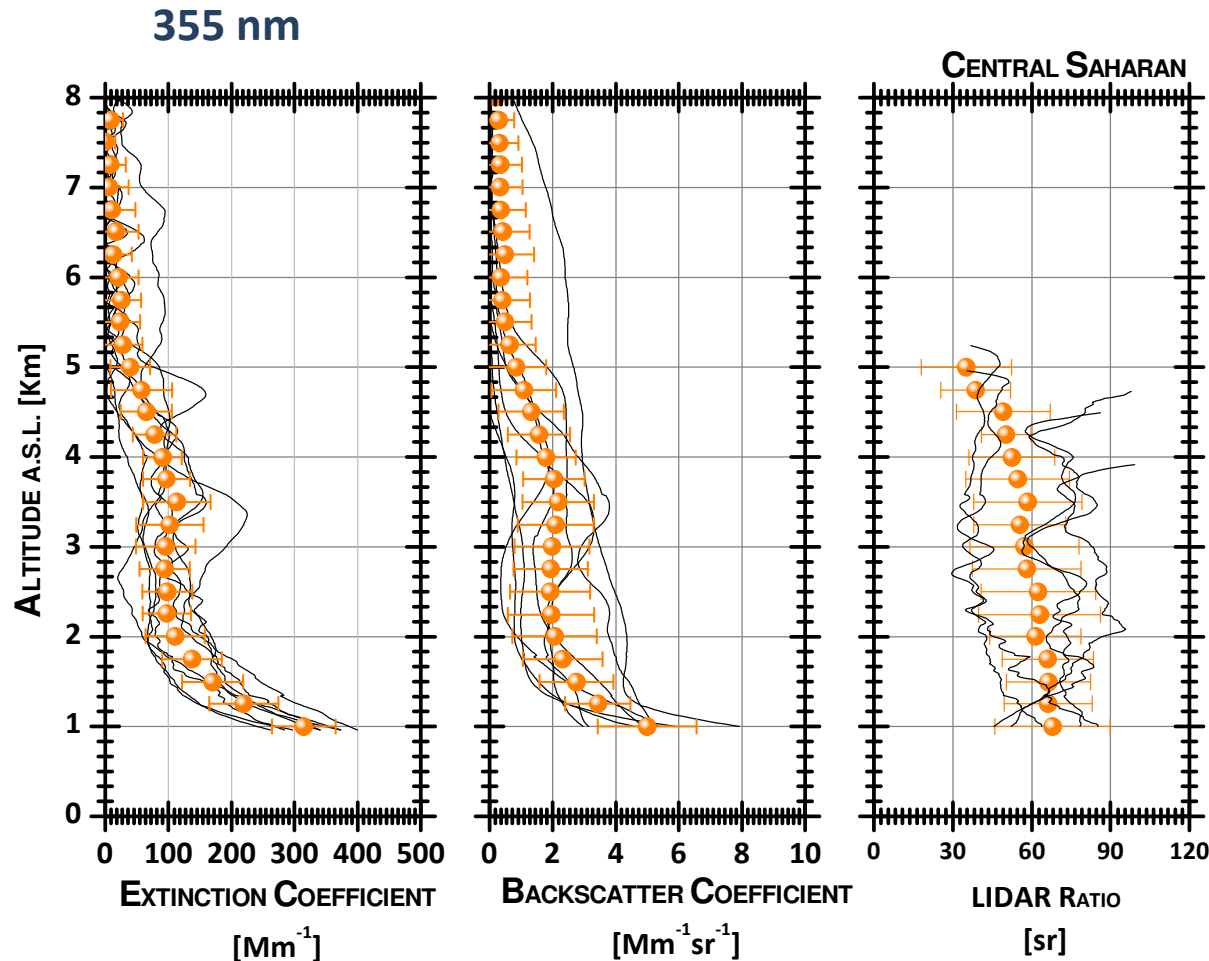 355 nm
CENTRAL SAHARAN
8
7
6
5
4
3
2
1
0
ALTITUDE A.S.L. [Km]
0 100 200 300 400 500
0 2 4 6 8 10
0 30 60 90 120
EXTINCTION COEFFICIENT
BACKSCATTER COEFFICIENT
LIDAR RATIO
[Mm⁻¹]
[Mm⁻¹sr⁻¹]
[sr]